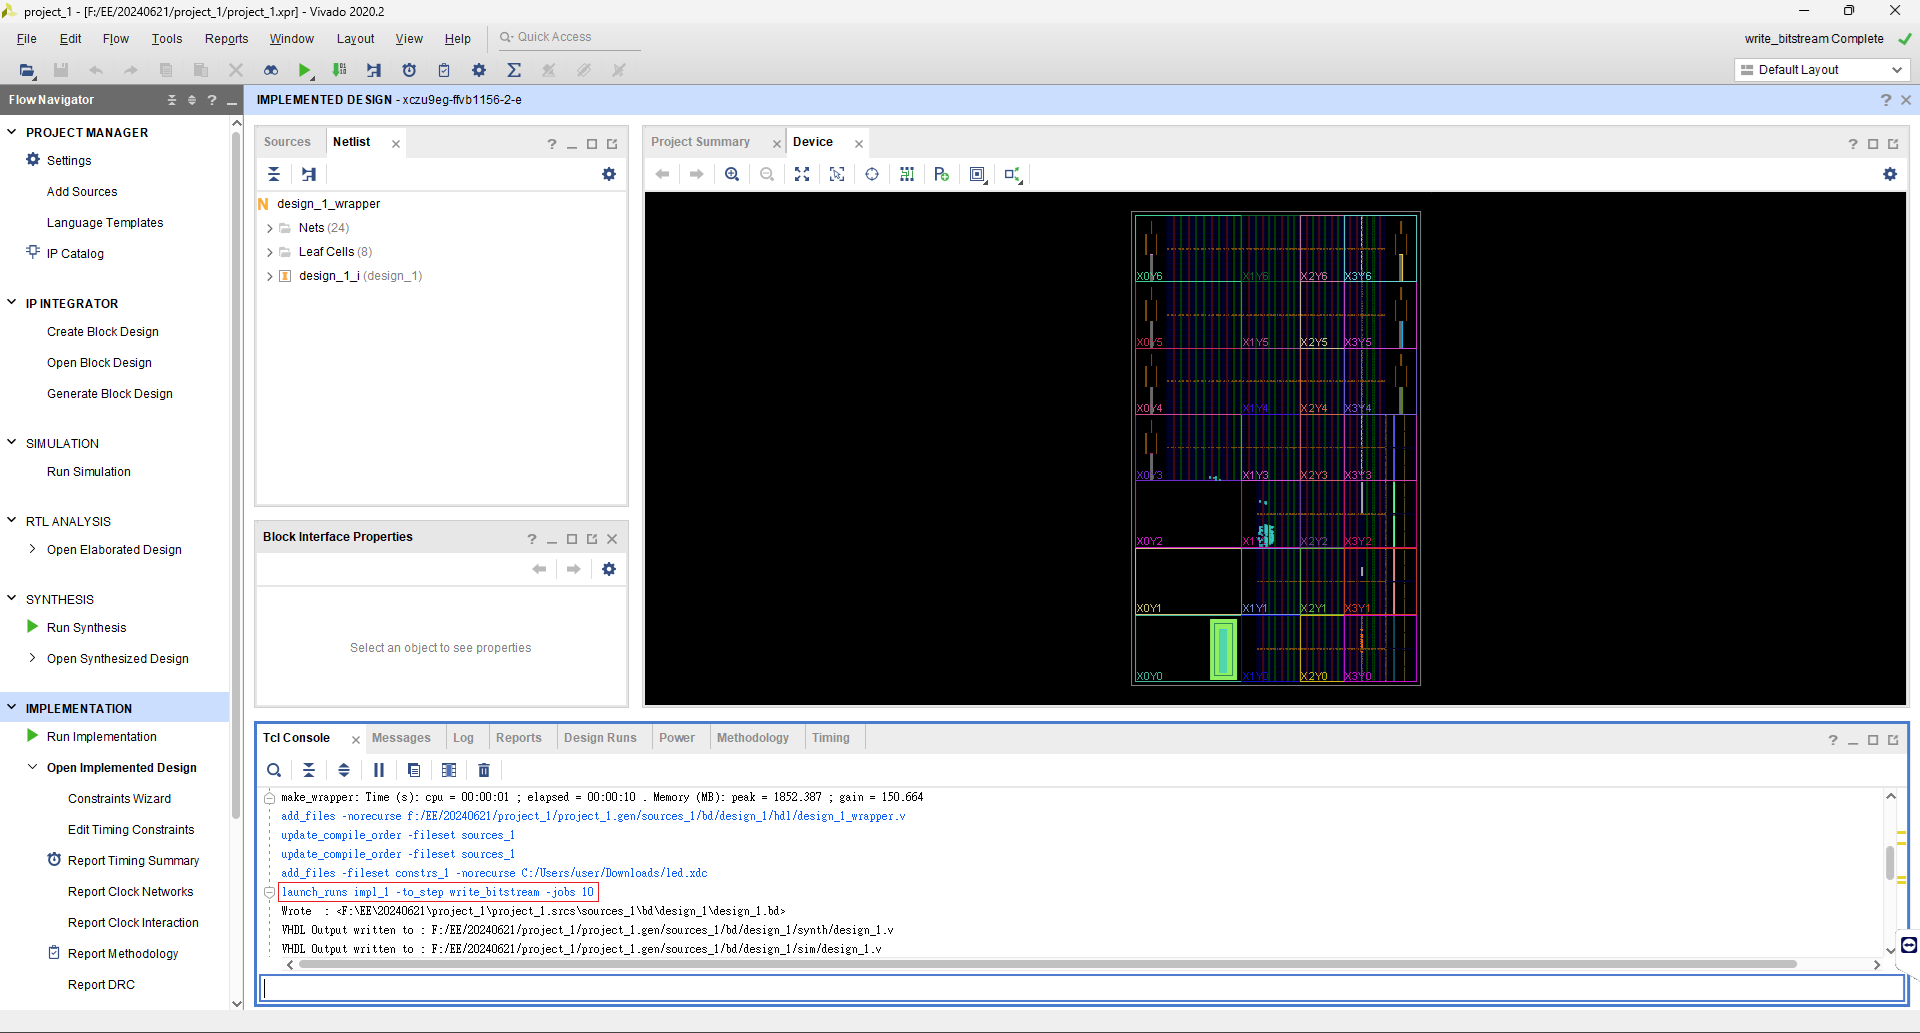 project_1 - [F:/EE/20240621/project_1/project_1.xpr] - Vivado 2020.2
File Edit Flow Tools Reports Window Layout View Help Quick Access
write_bitstream Complete
Default Layout
Flow Navigator
PROJECT MANAGER
Settings
Add Sources
Language Templates
IP Catalog
IP INTEGRATOR
Create Block Design
Open Block Design
Generate Block Design
SIMULATION
Run Simulation
RTL ANALYSIS
Open Elaborated Design
SYNTHESIS
Run Synthesis
Open Synthesized Design
IMPLEMENTATION
Run Implementation
Open Implemented Design
Constraints Wizard
Edit Timing Constraints
Report Timing Summary
Report Clock Networks
Report Clock Interaction
Report Methodology
Report DRC
IMPLEMENTED DESIGN - xczu9eg-ffvb1156-2-e
Sources Netlist
design_1_wrapper
Nets (24)
Leaf Cells (8)
design_1_i (design_1)
Block Interface Properties
Select an object to see properties
Project Summary Device
X0Y6 X1Y6 X2Y6 X3Y6
X0Y5 X1Y5 X2Y5 X3Y5
X0Y4 X1Y4 X2Y4 X3Y4
X0Y3 X1Y3 X2Y3 X3Y3
X0Y2 X2Y2 X3Y2
X0Y1 X1Y1 X2Y1 X3Y1
X0Y0 X1Y0 X2Y0 X3Y0
Tcl Console Messages Log Reports Design Runs Power Methodology Timing
make_wrapper: Time (s): cpu = 00:00:01 ; elapsed = 00:00:10 . Memory (MB): peak = 1852.387 ; gain = 150.664
add_files -norecurse f:/EE/20240621/project_1/project_1.gen/sources_1/bd/design_1/hdl/design_1_wrapper.v
update_compile_order -fileset sources_1
update_compile_order -fileset sources_1
add_files -fileset constrs_1 -norecurse C:/Users/user/Downloads/led.xdc
launch_runs impl_1 -to_step write_bitstream -jobs 10
Wrote  : <F:\EE\20240621\project_1\project_1.srcs\sources_1\bd\design_1\design_1.bd>
VHDL Output written to : F:/EE/20240621/project_1/project_1.gen/sources_1/bd/design_1/synth/design_1.v
VHDL Output written to : F:/EE/20240621/project_1/project_1.gen/sources_1/bd/design_1/sim/design_1.v